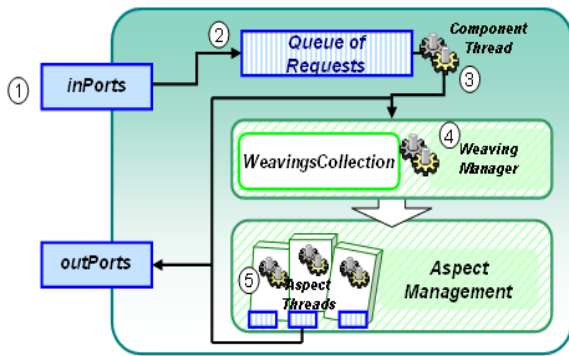 ①
inPorts
②
Queue of
Requests
Component
Thread
③
④
WeavingsCollection
Weaving
Manager
outPorts
⑤
Aspect
Threads
Aspect
Management